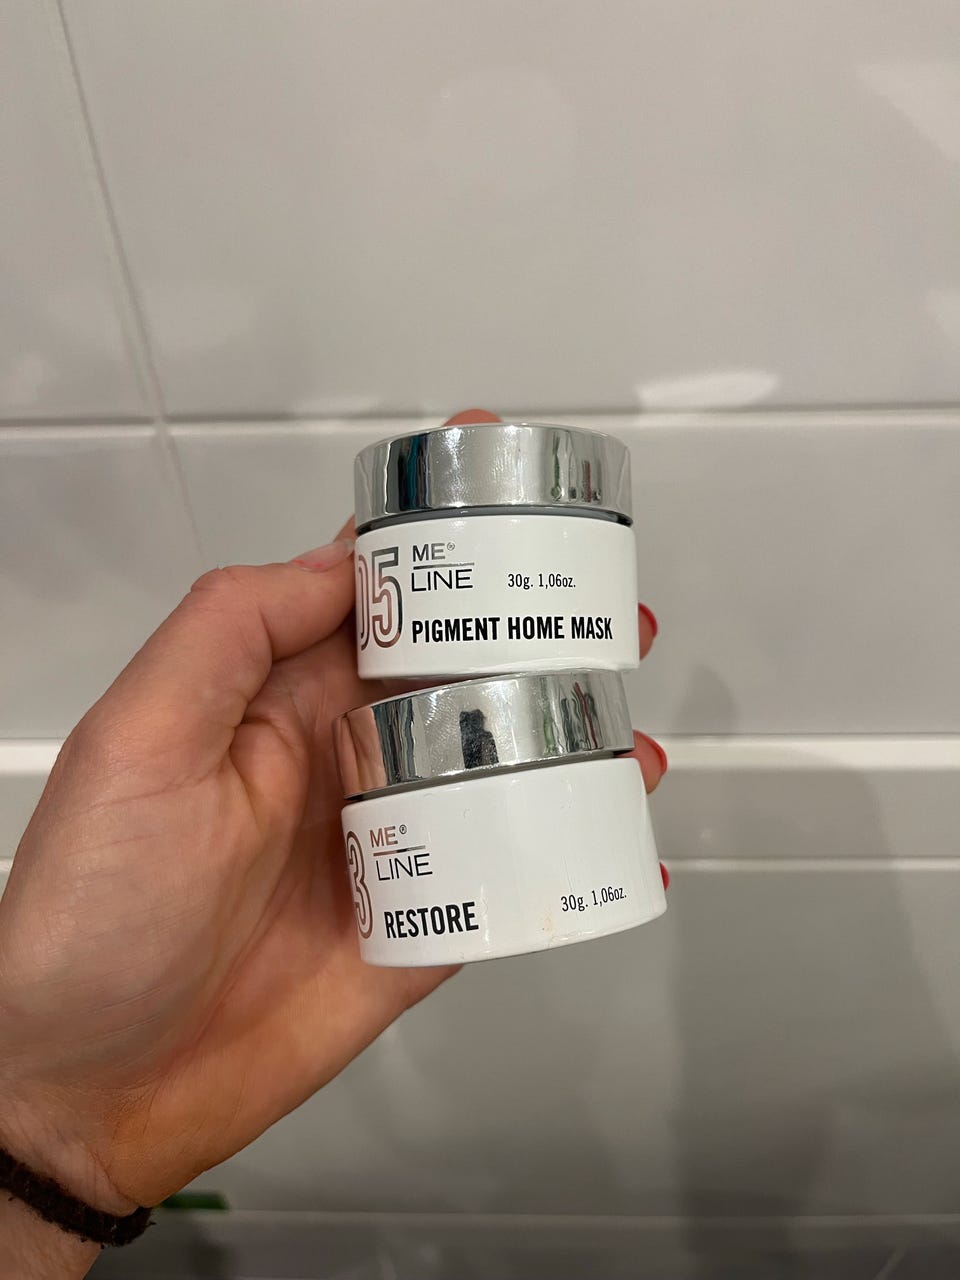 05
ME®
LINE
30g. 1,06oz.
PIGMENT HOME MASK
3
ME®
LINE
30g. 1,06oz.
RESTORE